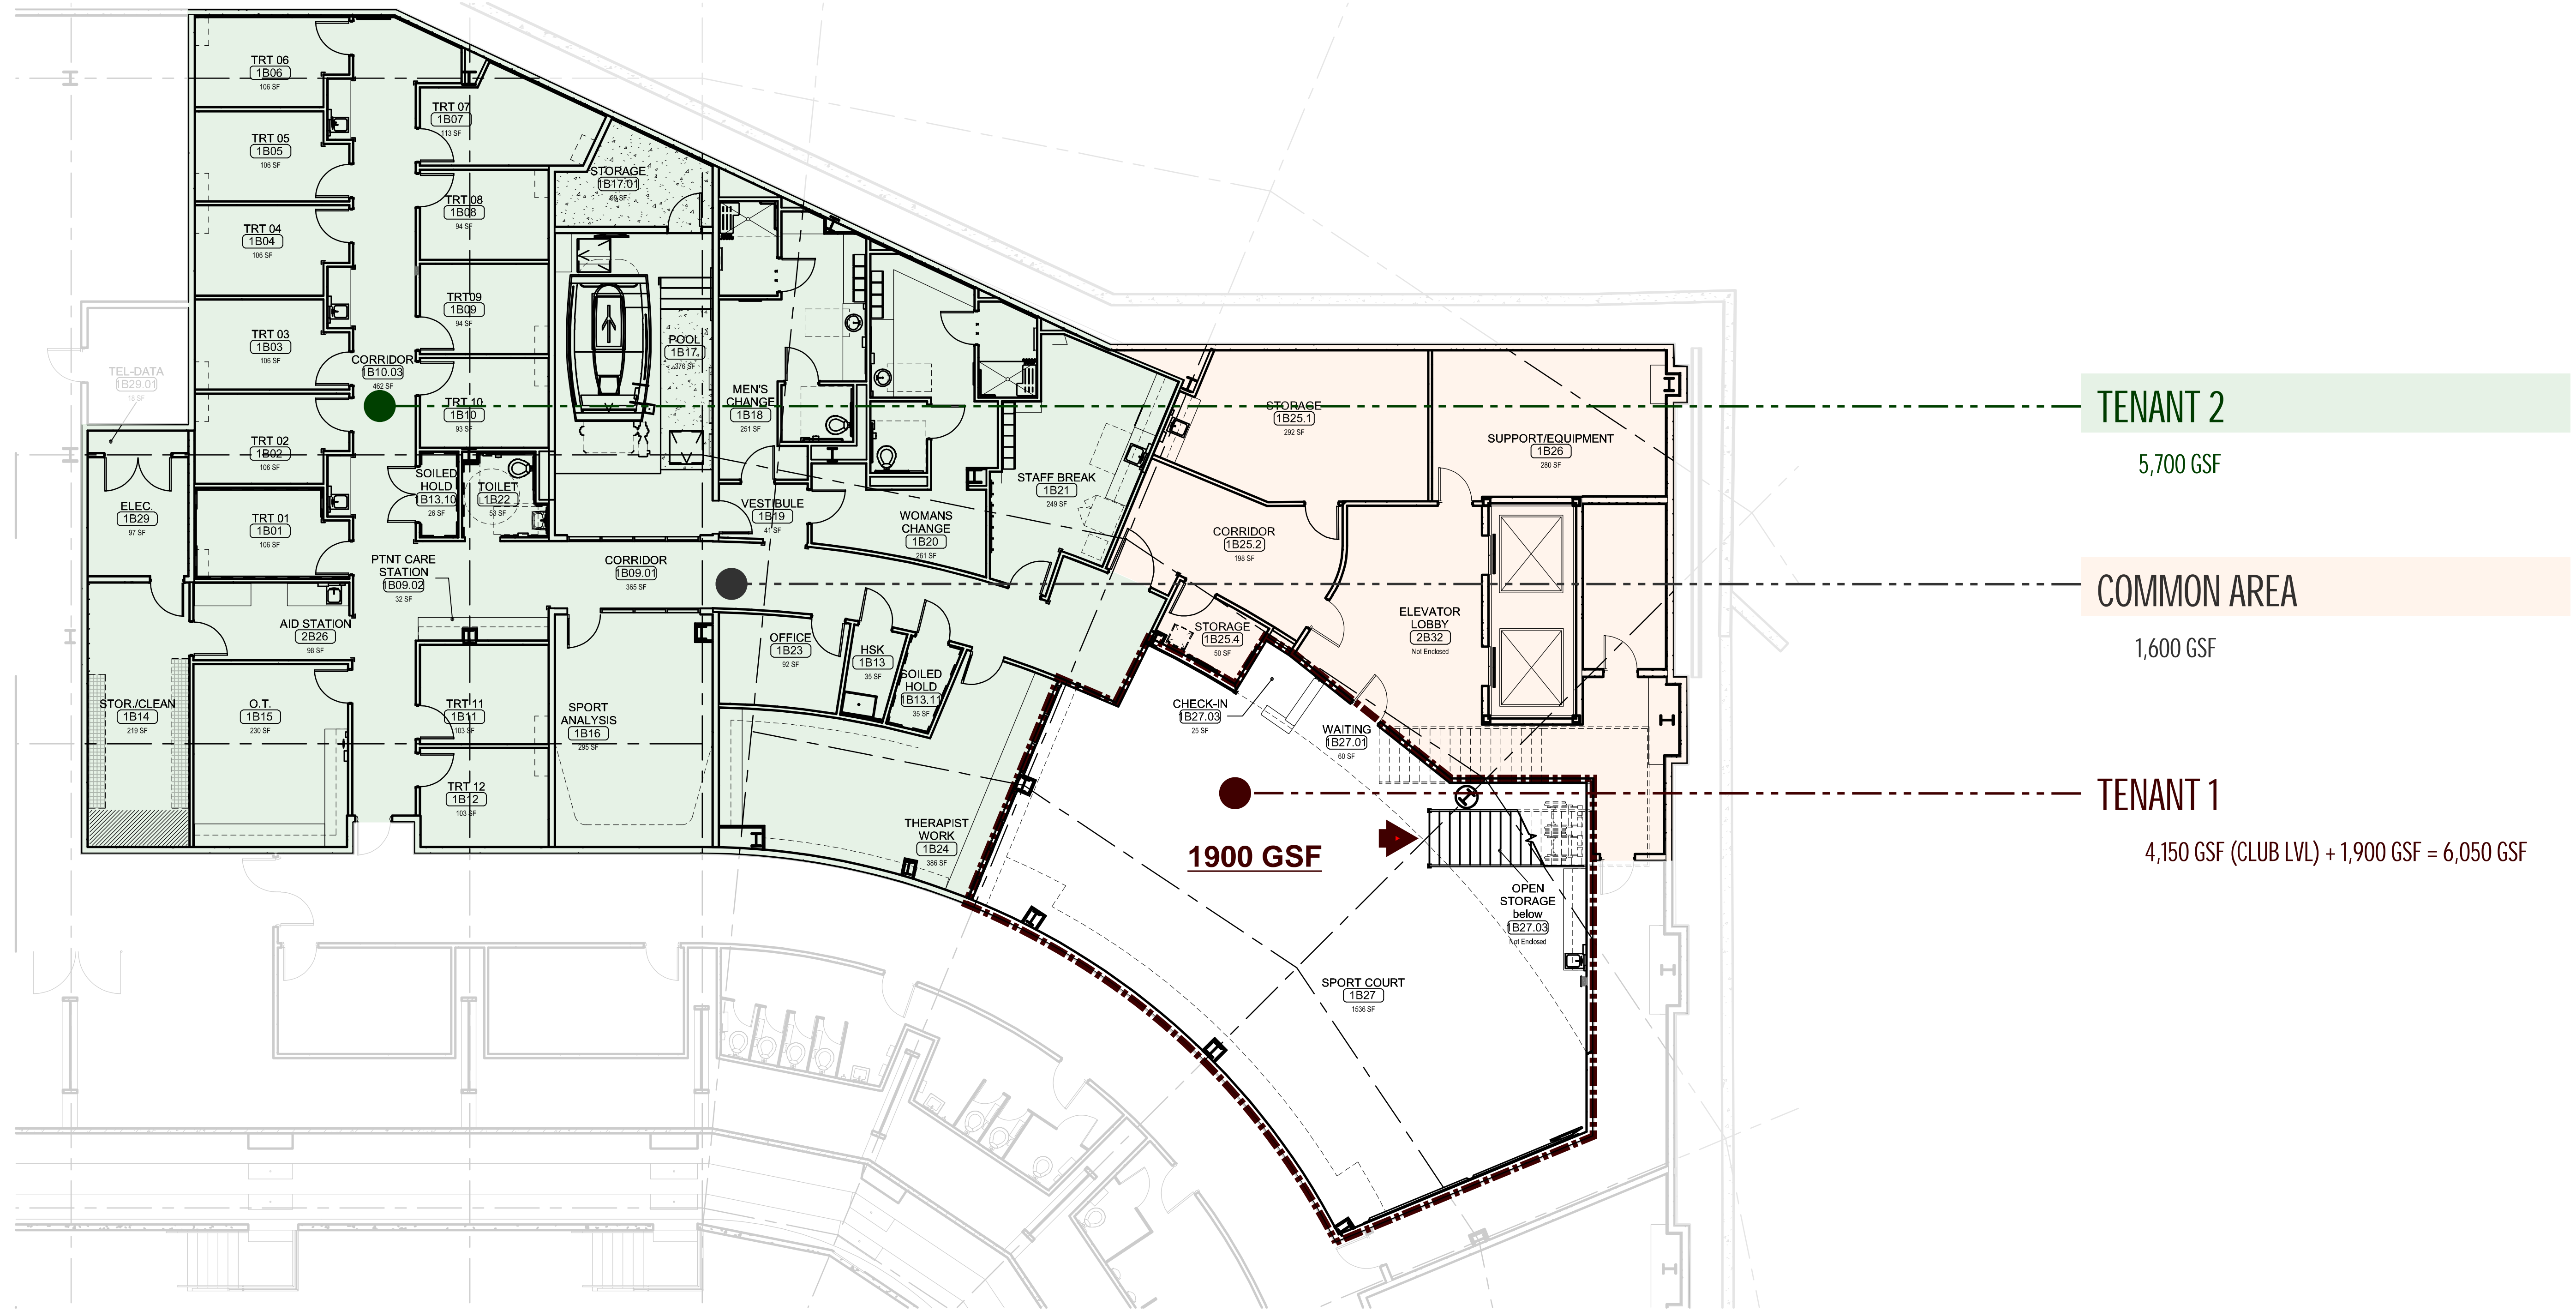 TRT 06
1B06
106 SF
TRT 05
1B05
106 SF
TRT 04
1B04
106 SF
TRT 03
1B03
106 SF
TRT 02
1B02
106 SF
TRT 01
1B01
106 SF
TRT 07
1B07
113 SF
TRT 08
1B08
94 SF
TRT09
1B09
94 SF
TRT 10
1B10
93 SF
CORRIDOR
1B10.03
462 SF
TEL-DATA
1B29.01
18 SF
ELEC.
1B29
97 SF
SOILED
HOLD
1B13.10
26 SF
TOILET
1B22
53 SF
STORAGE
1B17.01
99 SF
POOL
1B17
376 SF
MEN'S
CHANGE
1B18
251 SF
VESTIBULE
1B19
41 SF
WOMANS
CHANGE
1B20
261 SF
STAFF BREAK
1B21
249 SF
PTNT CARE
STATION
1B09.02
32 SF
CORRIDOR
1B09.01
365 SF
AID STATION
2B26
98 SF
STOR./CLEAN
1B14
219 SF
O.T.
1B15
230 SF
TRT 11
1B11
103 SF
TRT 12
1B12
103 SF
SPORT
ANALYSIS
1B16
295 SF
OFFICE
1B23
92 SF
HSK
1B13
35 SF
SOILED
HOLD
1B13.11
35 SF
THERAPIST
WORK
1B24
386 SF
STORAGE
1B25.1
292 SF
SUPPORT/EQUIPMENT
1B26
280 SF
CORRIDOR
1B25.2
198 SF
STORAGE
1B25.4
50 SF
ELEVATOR
LOBBY
2B32
Not Enclosed
CHECK-IN
1B27.03
25 SF
WAITING
1B27.01
60 SF
1900 GSF
OPEN
STORAGE
below
1B27.03
Not Enclosed
SPORT COURT
1B27
1536 SF
TENANT 2
5,700 GSF
COMMON AREA
1,600 GSF
TENANT 1
4,150 GSF (CLUB LVL) + 1,900 GSF = 6,050 GSF